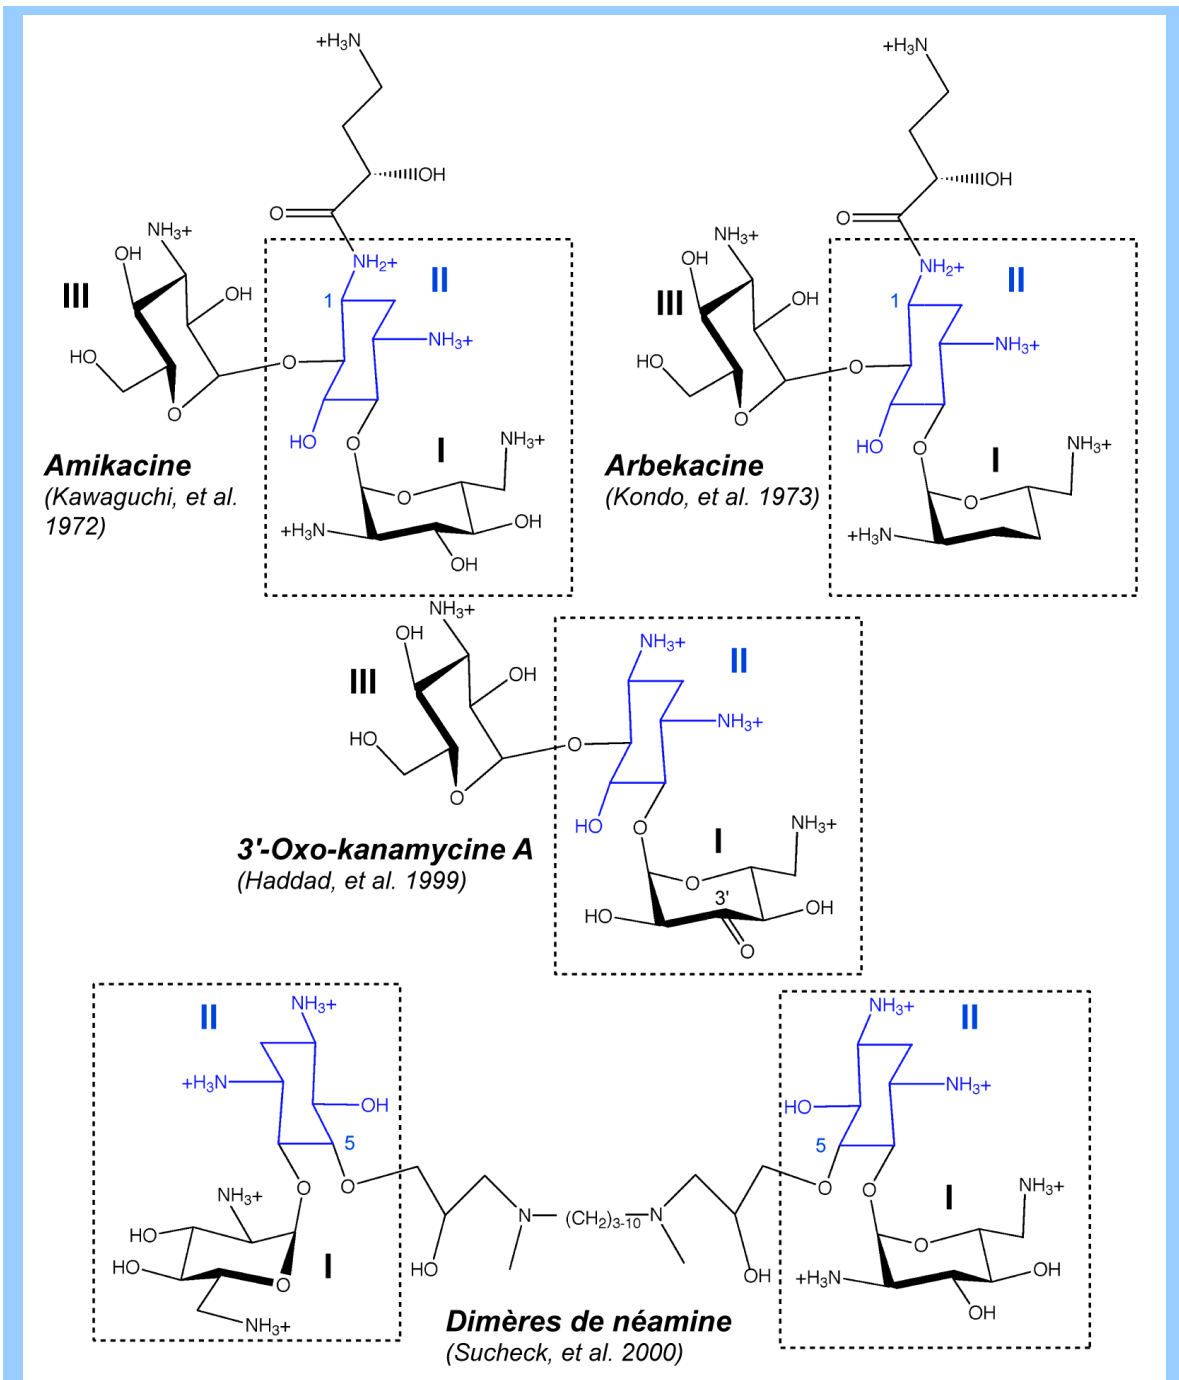 +H3N
OH
O
NH3+
OH
III
OH
HO
O
O
NH2+
II
1
NH3+
HO
O
I
NH3+
O
+H3N
OH
OH
Amikacine
(Kawaguchi, et al.
1972)
+H3N
OH
O
NH3+
OH
III
OH
HO
O
O
NH2+
II
1
NH3+
HO
O
I
NH3+
O
+H3N
Arbekacine
(Kondo, et al. 1973)
NH3+
OH
III
OH
HO
O
O
NH3+
II
NH3+
HO
O
I
NH3+
O
3'
HO
OH
O
3'-Oxo-kanamycine A
(Haddad, et al. 1999)
II
NH3+
+H3N
OH
5
O
O
NH3+
HO
HO
O
I
NH3+
HO
N
(CH2)3-10
N
OH
NH3+
II
NH3+
HO
5
O
O
I
NH3+
O
+H3N
OH
OH
Dimères de néamine
(Sucheck, et al. 2000)